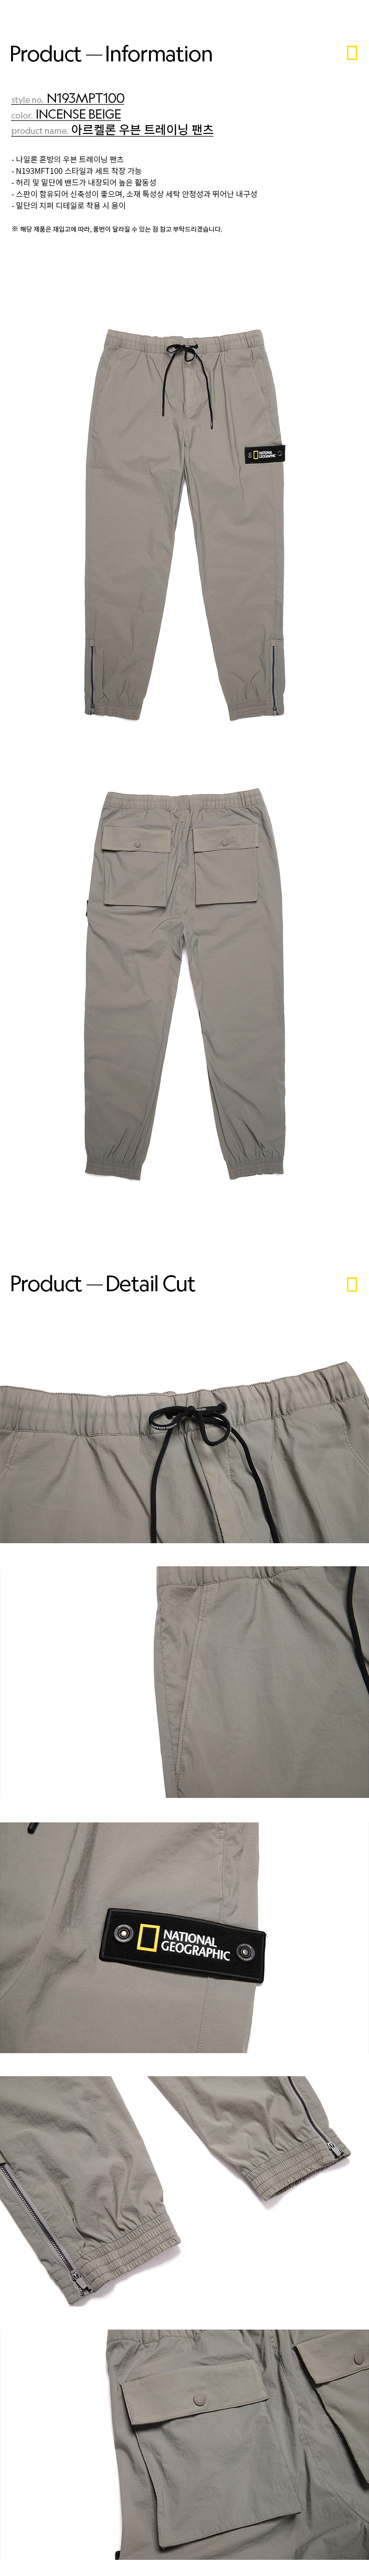 Product — Information
style no. N193MPT100
color. INCENSE BEIGE
product name. 아르켈론 우븐 트레이닝 팬츠
- 나일론 혼방의 우븐 트레이닝 팬츠
- N193MFT100 스타일과 세트 착장 가능
- 허리 및 밑단에 밴드가 내장되어 높은 활동성
- 스판이 함유되어 신축성이 좋으며, 소재 특성상 세탁 안정성과 뛰어난 내구성
- 밑단의 지퍼 디테일로 착용 시 용이
※ 해당 제품은 재입고에 따라, 품번이 달라질 수 있는 점 참고 부탁드리겠습니다.
NATIONAL
GEOGRAPHIC
Product — Detail Cut
NATIONAL
GEOGRAPHIC